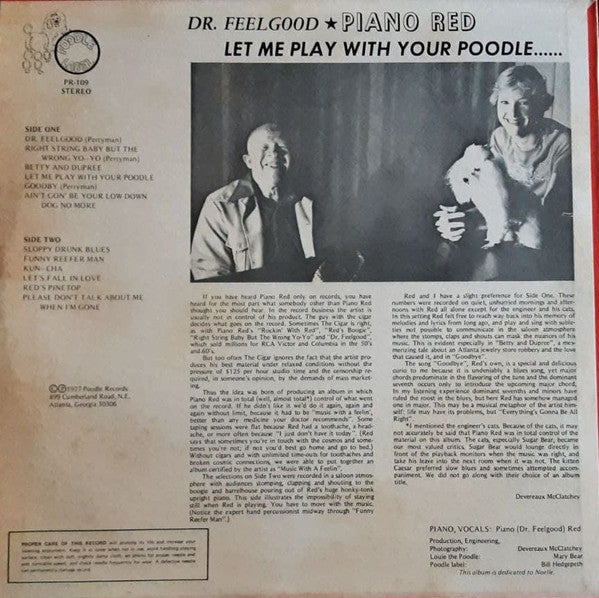 DR. FEELGOOD ★ PIANO RED
LET ME PLAY WITH YOUR POODLE......
POODLE
LABEL
PR-109
STEREO
SIDE ONE
DR. FEELGOOD (Perryman)
RIGHT STRING BABY BUT THE
WRONG YO-YO (Perryman)
BETTY AND DUPREE
LET ME PLAY WITH YOUR POODLE
GOODBY (Perryman)
AIN'T GON' BE YOUR LOW DOWN
DOG NO MORE
SIDE TWO
SLOPPY DRUNK BLUES
FUNNY REEFER MAN
KUN-CHA
LET'S FALL IN LOVE
RED'S PINETOP
PLEASE DON'T TALK ABOUT ME
WHEN I'M GONE
©℗1977 Poodle Records
899 Cumberland Road, N.E.
Atlanta, Georgia 30306
If you have heard Piano Red only on records, you have
heard for the most part what somebody other than Piano Red
thought you should hear. In the record business the artist is
usually not in control of his product. The guy with the cigar
decides what goes on the record. Sometimes The Cigar is right,
as with Piano Red's "Rockin' With Red", "Red's Boogie",
"Right String Baby But The Wrong Yo-Yo" and "Dr. Feelgood",
which sold millions for RCA Victor and Columbia in the 50's
and 60's.
But too often The Cigar ignores the fact that the artist pro-
duces his best material under relaxed conditions without the
pressure of $125 per hour studio time and the censorship re-
quired, in someone's opinion, by the demands of mass market-
ing.
Thus the idea was born of producing an album in which
Piano Red was in total (well, almost total*) control of what went
on the record. If he didn't like it we'd do it again, again and
again without limit, because it had to be "music with a feelin',
better than any medicine your doctor recommends". Some
taping sessions were flat because Red had a toothache, a head-
ache, or more often because "I just don't have it today". (Red
says that sometimes you're in touch with the cosmos and some-
times you're not; if not you'd best go home and go to bed.)
Without cigars and with unlimited time-outs for toothaches and
broken cosmic connections, we were able to put together an
album certified by the artist as "Music With A Feelin".
The selections on Side Two were recorded in a saloon atmos-
phere with audiences stomping, clapping and shouting to the
boogie and barrelhouse pouring out of Red's huge honky-tonk
upright piano. This side illustrates the impossibility of staying
still when Red is playing. You have to move with the music.
(Notice the expert hand percussionist midway through "Funny
Reefer Man".)
Red and I have a slight preference for Side One. These
numbers were recorded on quiet, unhurried mornings and after-
noons with Red all alone except for the engineer and his cats.
In this setting Red felt free to reach way back into his memory of
melodies and lyrics from long ago, and play and sing with subtle-
ties not possible to communicate in the saloon atmosphere
where the stomps, claps and shouts can mask the nuances of his
music. This is evident especially in "Betty and Dupree", a mes-
merizing tale about an Atlanta jewelry store robbery and the love
that caused it, and in "Goodbye".
The song "Goodbye", Red's own, is a special and delicious
curio to me because it is undeniably a blues song, yet major
chords predominate in the flavoring of the tune and the dominant
seventh occurs only to introduce the upcoming major chord.
In my listening experience dominant sevenths and minors have
ruled the roost in the blues, but here Red has somehow managed
one in major. This may be a musical metaphor of the artist him-
self; life may have its problems, but "Everything's Gonna Be All
Right".
*I mentioned the engineer's cats. Because of the cats, it may
not accurately be said that Piano Red was in total control of the
material on this album. The cats, especially Sugar Bear, became
our most valued critics. Sugar Bear would lounge directly in
front of the playback monitors when the music was right, and
take his leave into the next room when it was not. The kitten
Caesar preferred slow blues and sometimes attempted accom-
paniment. We did not go along with their choice of an album
title.
Devereaux McClatchey
PIANO, VOCALS: Piano (Dr. Feelgood) Red
Production, Engineering,
Photography: Devereaux McClatchey
Louie the Poodle: Mary Bear
Poodle label: Bill Hedgepeth
This album is dedicated to Noelle.
PROPER CARE OF THIS RECORD will prolong its life and increase your